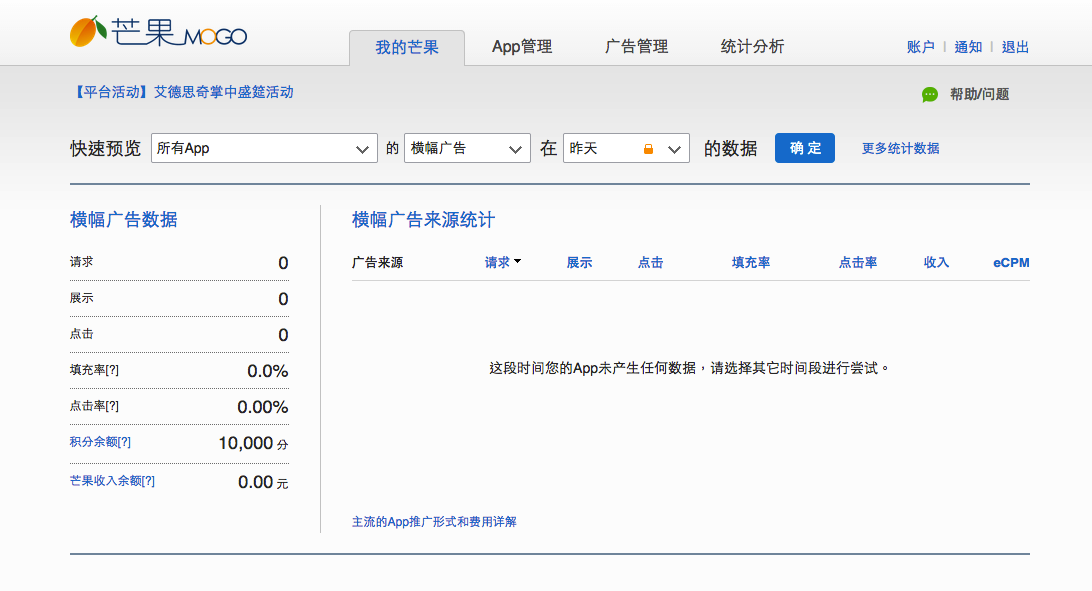 芒果MOGO
我的芒果 App管理 广告管理 统计分析 账户 | 通知 | 退出
【平台活动】艾德思奇掌中盛筵活动
帮助/问题
快速预览 所有App 的 横幅广告 在 昨天 的数据 确 定 更多统计数据
横幅广告数据
请求 0
展示 0
点击 0
填充率[?] 0.0%
点击率[?] 0.00%
积分余额[?] 10,000 分
芒果收入余额[?] 0.00 元
横幅广告来源统计
广告来源 请求 展示 点击 填充率 点击率 收入 eCPM
这段时间您的App未产生任何数据，请选择其它时间段进行尝试。
主流的App推广形式和费用详解